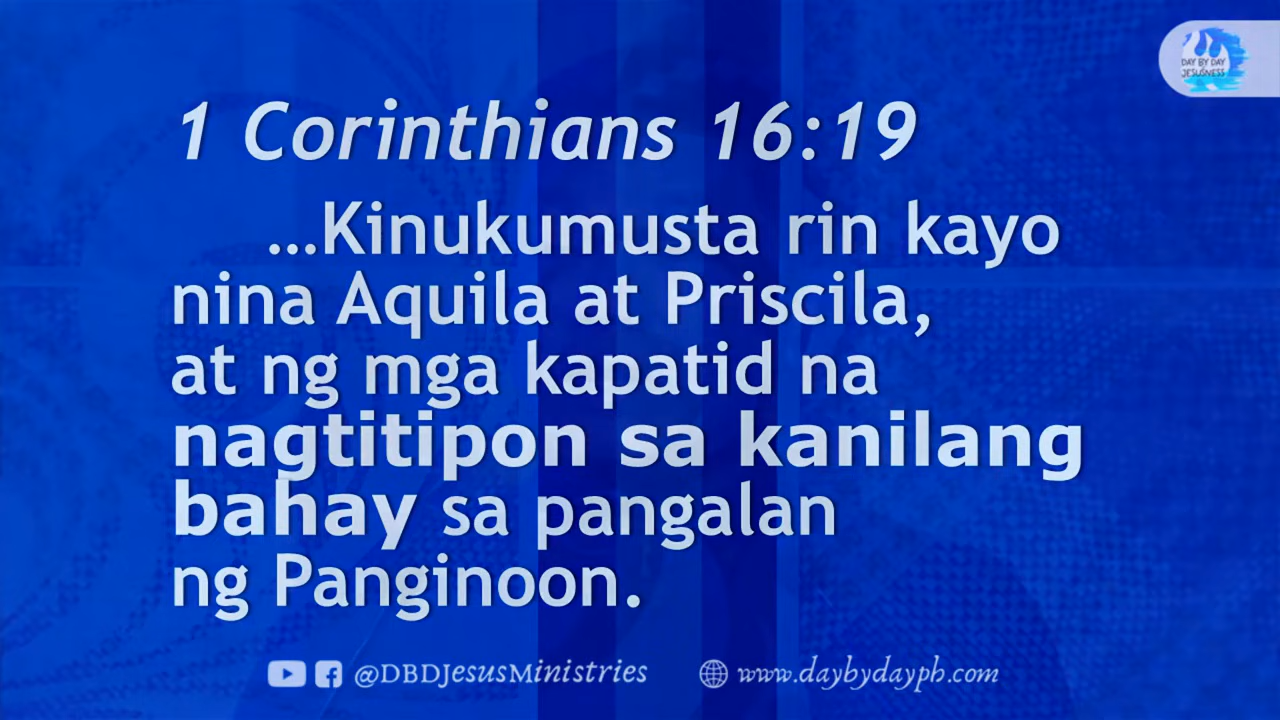 DAY BY DAY
JESUSNESS
1 Corinthians 16:19
...Kinukumusta rin kayo
nina Aquila at Priscila,
at ng mga kapatid na
nagtitipon sa kanilang
bahay sa pangalan
ng Panginoon.
@DBDJesusMinistries www.daybydayph.com